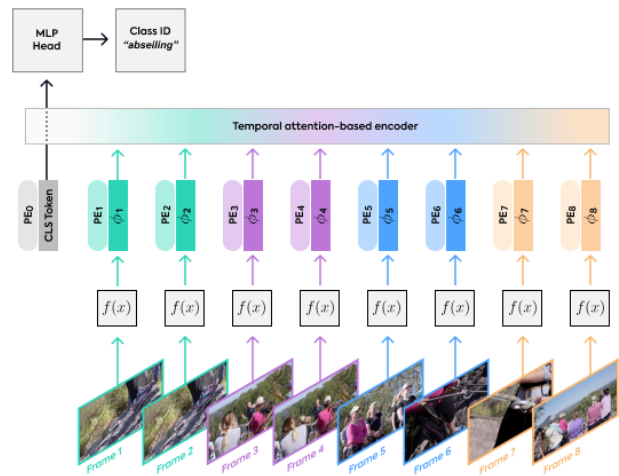 MLP
Head
Class ID
"abseiling"
Temporal attention-based encoder
PE0 CLS Token
PE1 ϕ1
PE2 ϕ2
PE3 ϕ3
PE4 ϕ4
PE5 ϕ5
PE6 ϕ6
PE7 ϕ7
PE8 ϕ8
f(x) f(x) f(x) f(x) f(x) f(x) f(x) f(x)
Frame 1 Frame 2 Frame 3 Frame 4 Frame 5 Frame 6 Frame 7 Frame 8